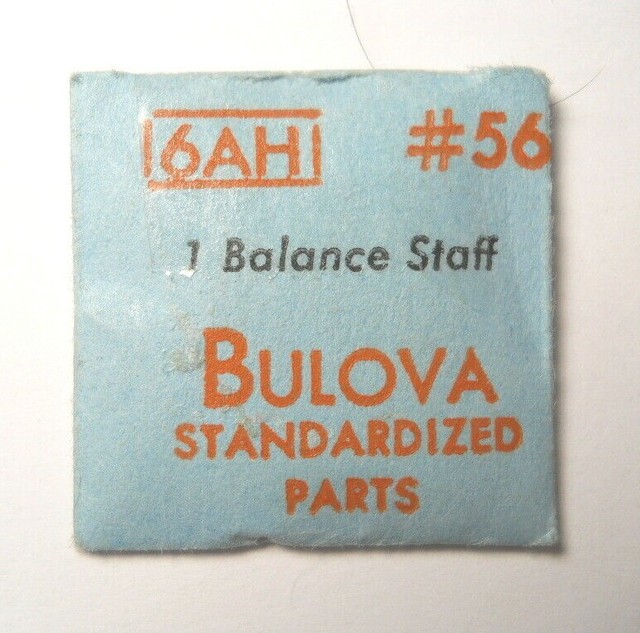 6AH #56
1 Balance Staff
BULOVA
STANDARDIZED
PARTS